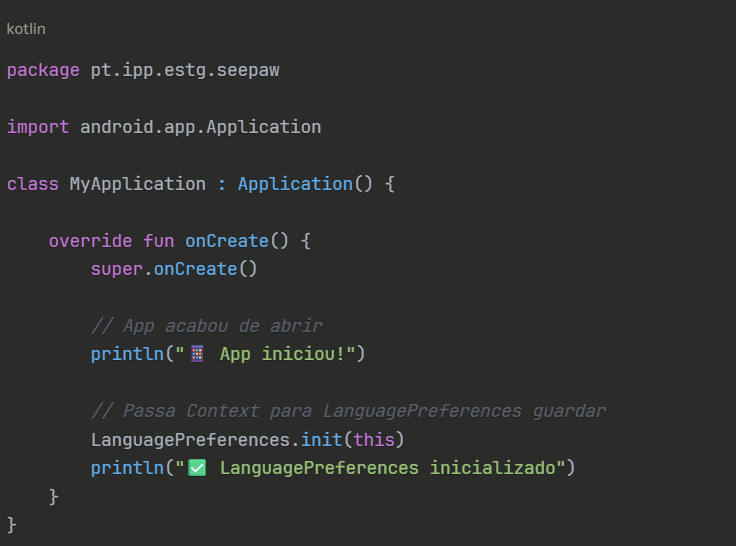 kotlin
package pt.ipp.estg.seepaw
import android.app.Application
class MyApplication : Application() {
override fun onCreate() {
super.onCreate()
// App acabou de abrir
println("📱 App iniciou!")
// Passa Context para LanguagePreferences guardar
LanguagePreferences.init(this)
println("✅ LanguagePreferences inicializado")
}
}